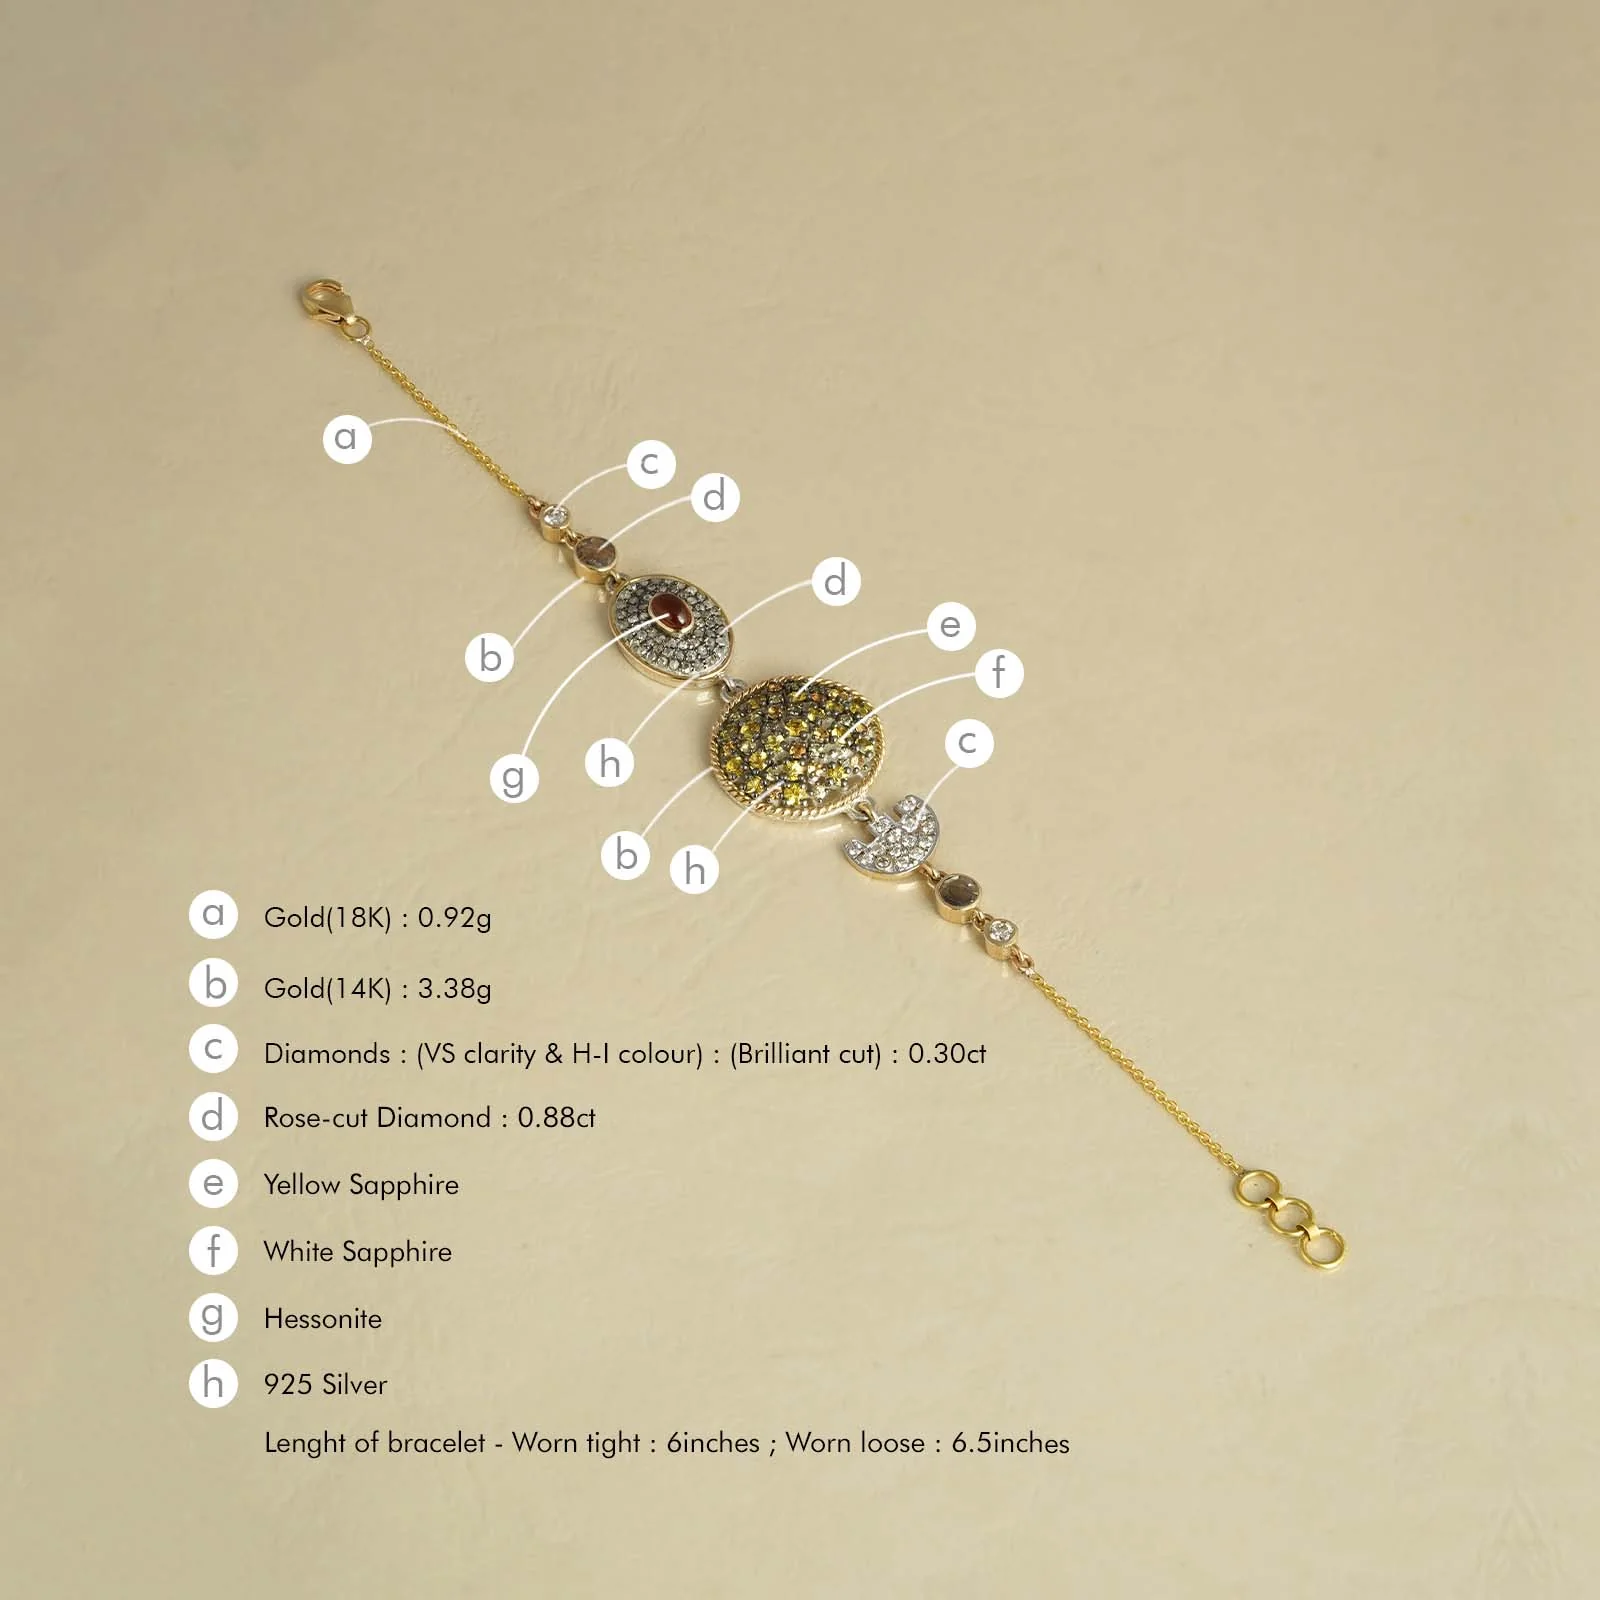 a
c
d
d
e
b
f
c
h
g
b
h
a Gold(18K) : 0.92g
b Gold(14K) : 3.38g
c Diamonds : (VS clarity & H-I colour) : (Brilliant cut) : 0.30ct
d Rose-cut Diamond : 0.88ct
e Yellow Sapphire
f White Sapphire
g Hessonite
h 925 Silver
Lenght of bracelet - Worn tight : 6inches ; Worn loose : 6.5inches